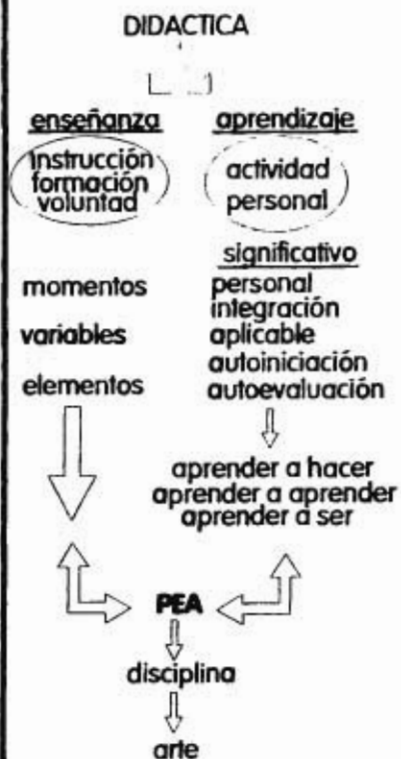 DIDACTICA
enseñanza
instrucción
formación
voluntad
momentos
variables
elementos
aprendizaje
actividad
personal
significativo
personal
integración
aplicable
autoiniciación
autoevaluación
aprender a hacer
aprender a aprender
aprender a ser
PEA
disciplina
arte